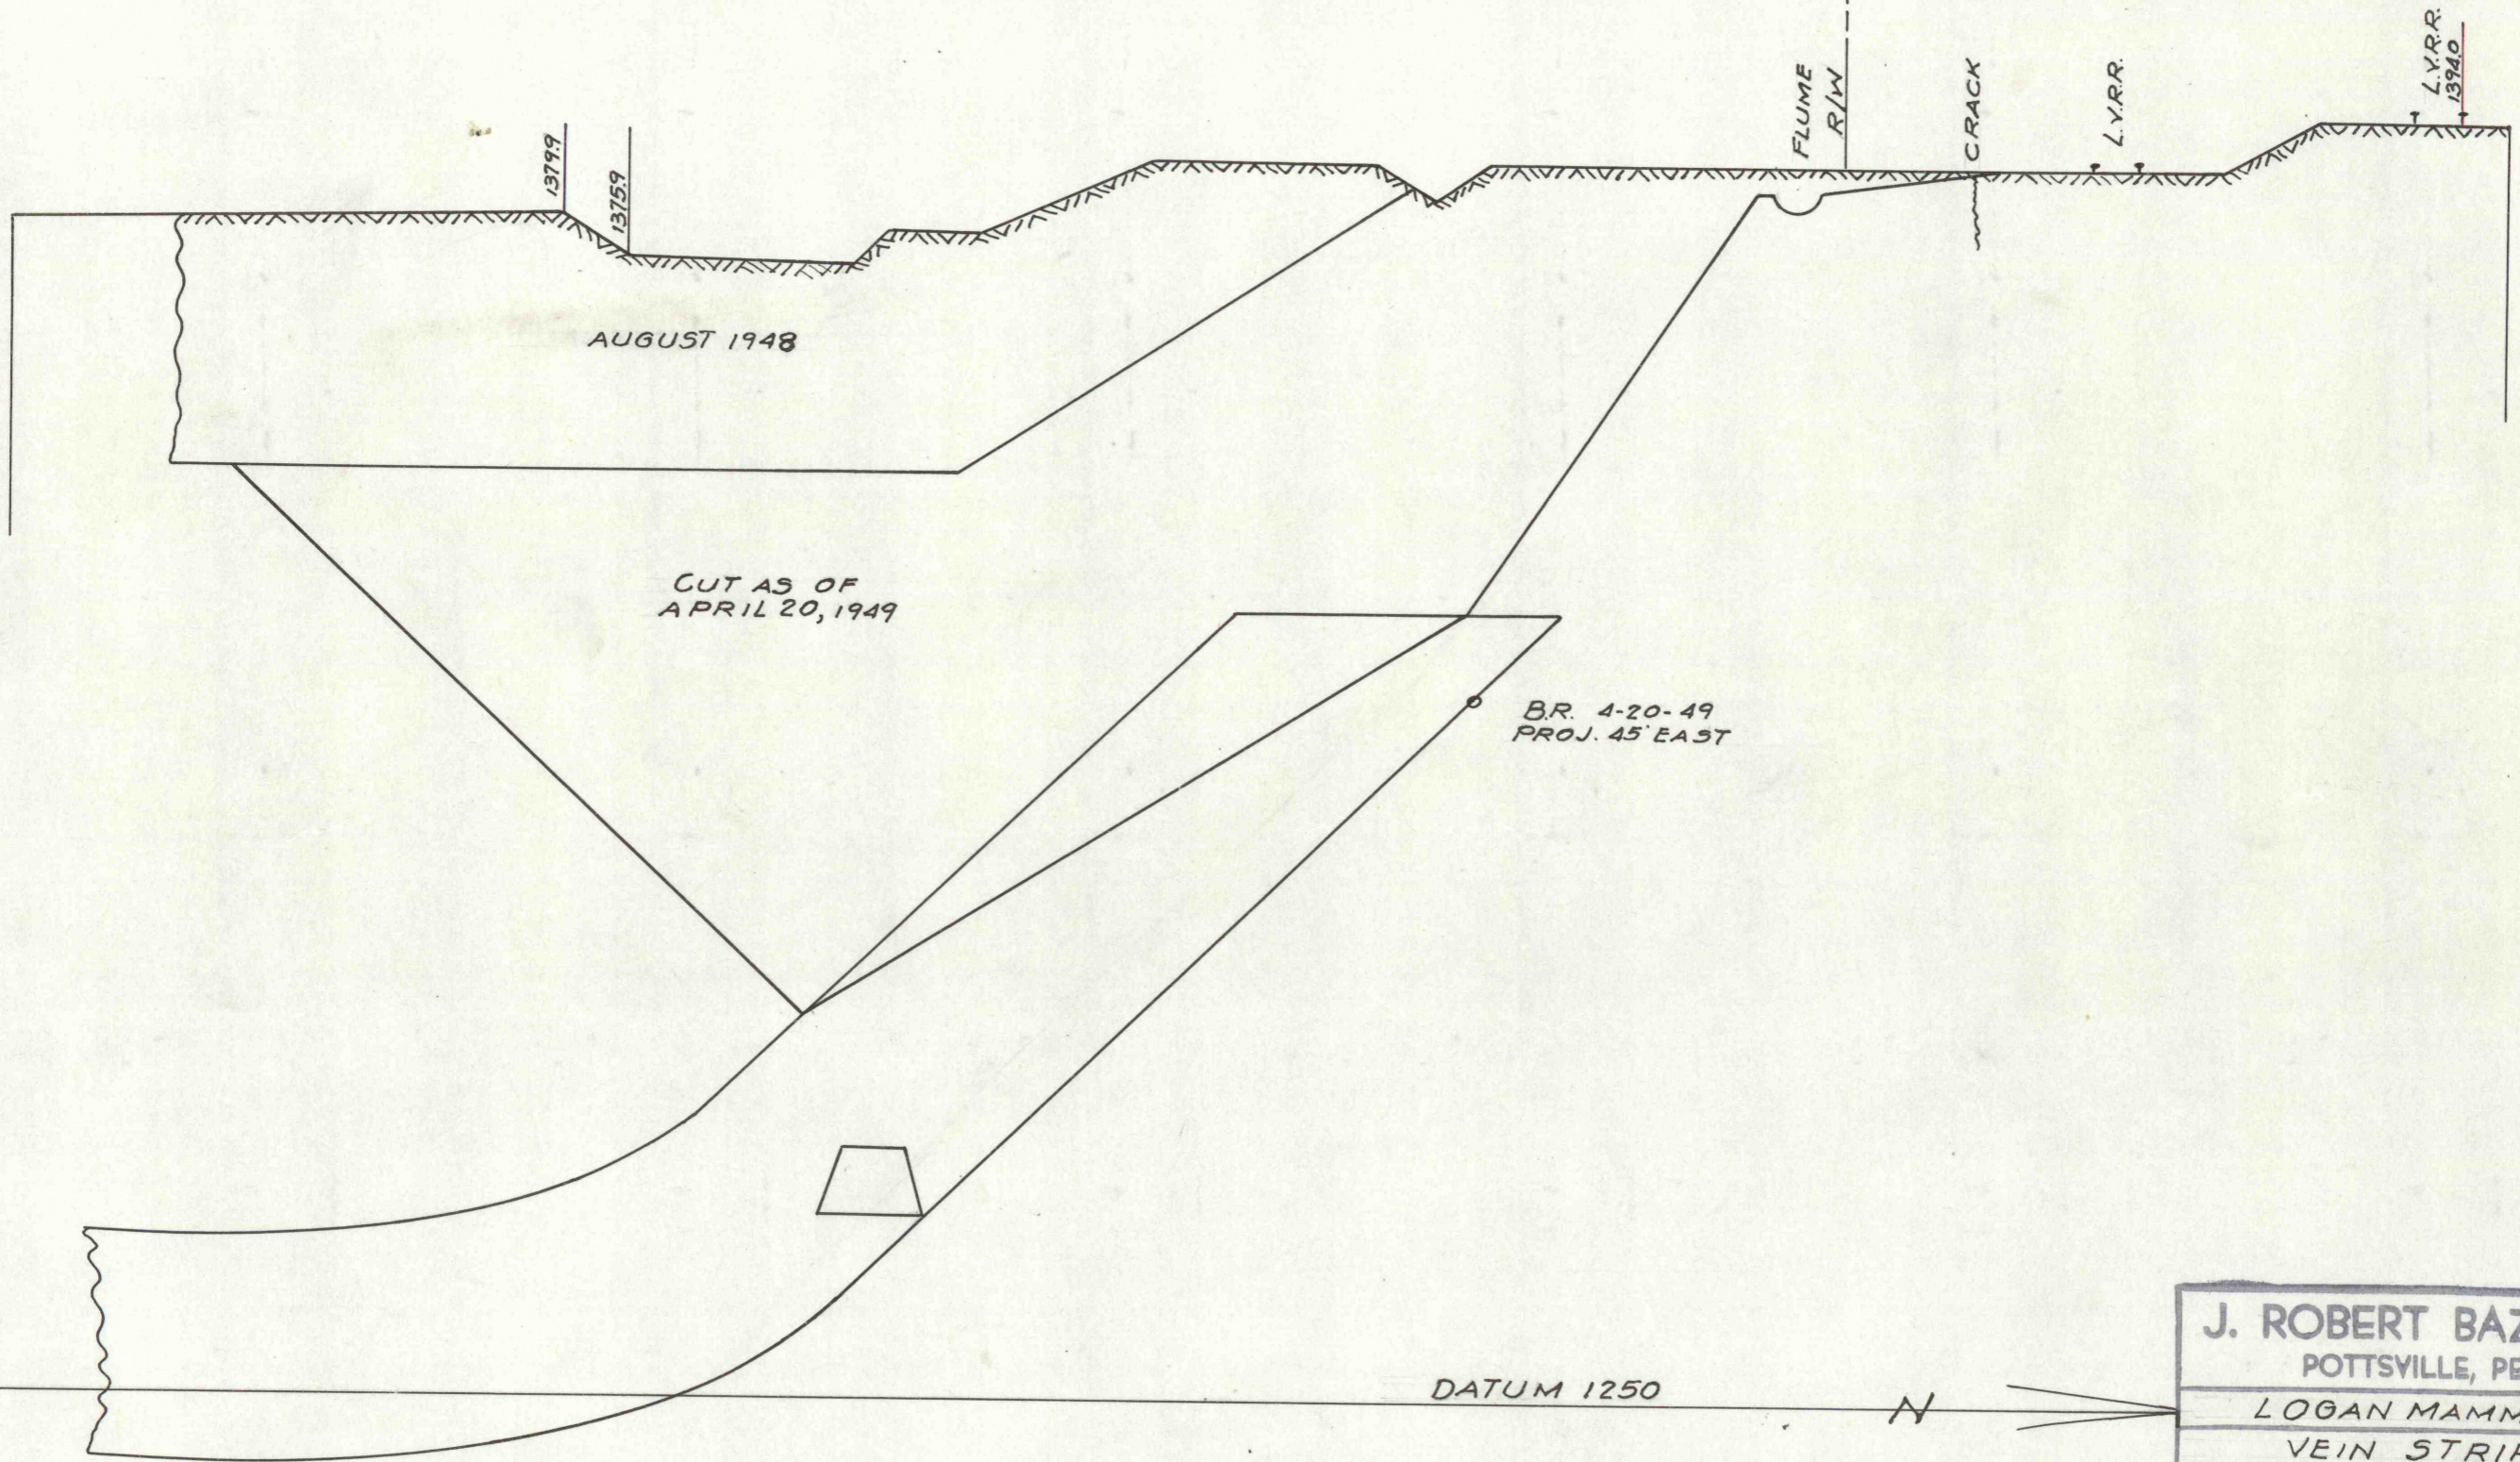 L.V.R.R.
1394.0
FLUME
R/W
CRACK
L.V.R.R.
1379.9
1375.9
AUGUST 1948
CUT AS OF
APRIL 20, 1949
B.R. 4-20-49
PROJ. 45' EAST
DATUM 1250
N
J. ROBERT BAZ
POTTSVILLE, PE
LOGAN MAMM
VEIN STRIP